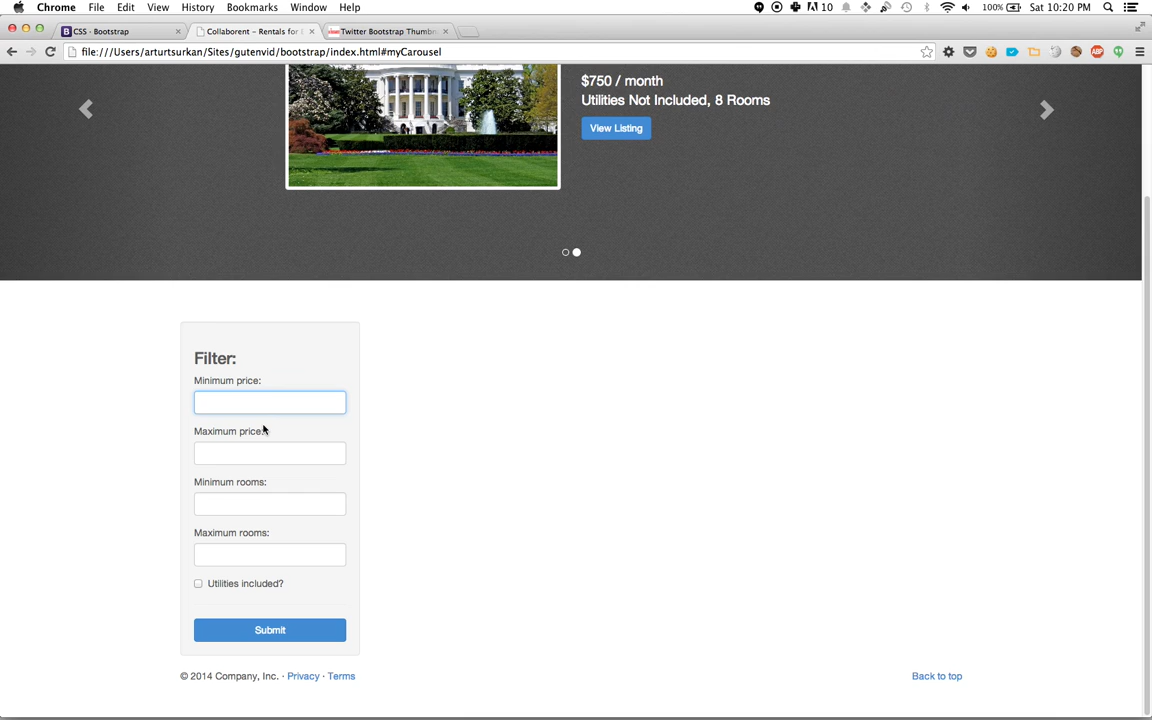 Chrome File Edit View History Bookmarks Window Help 10 100% Sat 10:20 PM
CSS · Bootstrap Collaborent – Rentals for Twitter Bootstrap Thumbn
file:///Users/arturtsurkan/Sites/gutenvid/bootstrap/index.html#myCarousel ABP
$750 / month
Utilities Not Included, 8 Rooms
View Listing
Filter:
Minimum price:
Maximum price:
Minimum rooms:
Maximum rooms:
Utilities included?
Submit
© 2014 Company, Inc. · Privacy · Terms Back to top